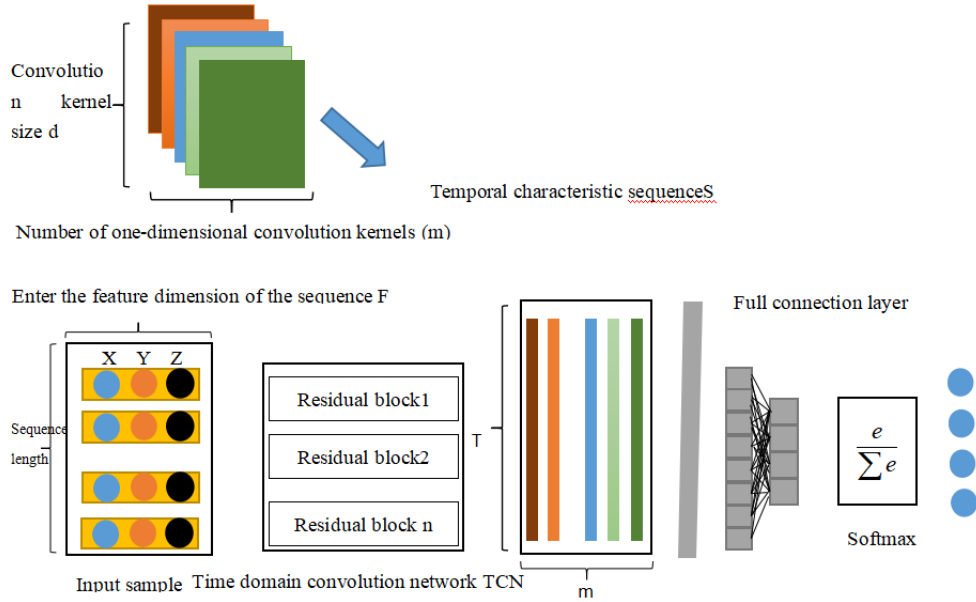 Convolutio
n kernel
size d
Temporal characteristic sequenceS
Number of one-dimensional convolution kernels (m)
Enter the feature dimension of the sequence F
Full connection layer
X Y Z
Sequence
length
Residual block1
Residual block2
Residual block n
T
e
∑ e
Softmax
Input sample
Time domain convolution network TCN
m